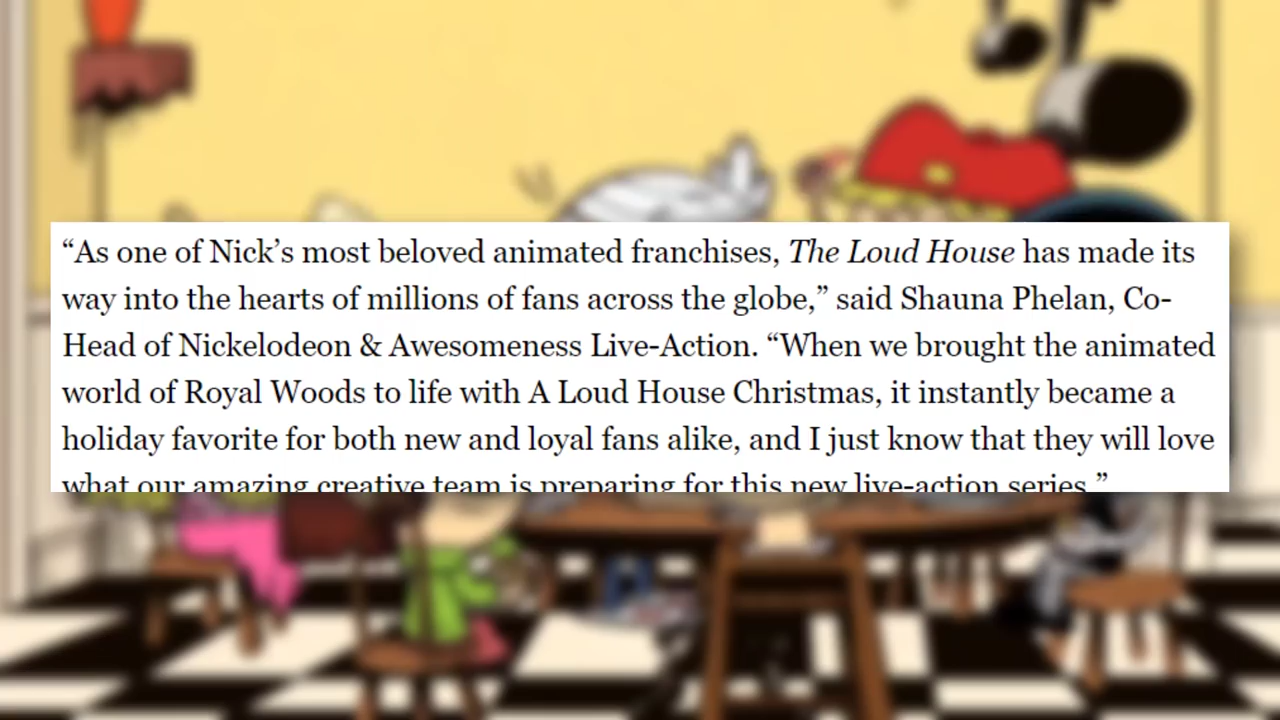 “As one of Nick’s most beloved animated franchises, The Loud House has made its
way into the hearts of millions of fans across the globe,” said Shauna Phelan, Co-
Head of Nickelodeon & Awesomeness Live-Action. “When we brought the animated
world of Royal Woods to life with A Loud House Christmas, it instantly became a
holiday favorite for both new and loyal fans alike, and I just know that they will love
what our amazing creative team is preparing for this new live-action series.”